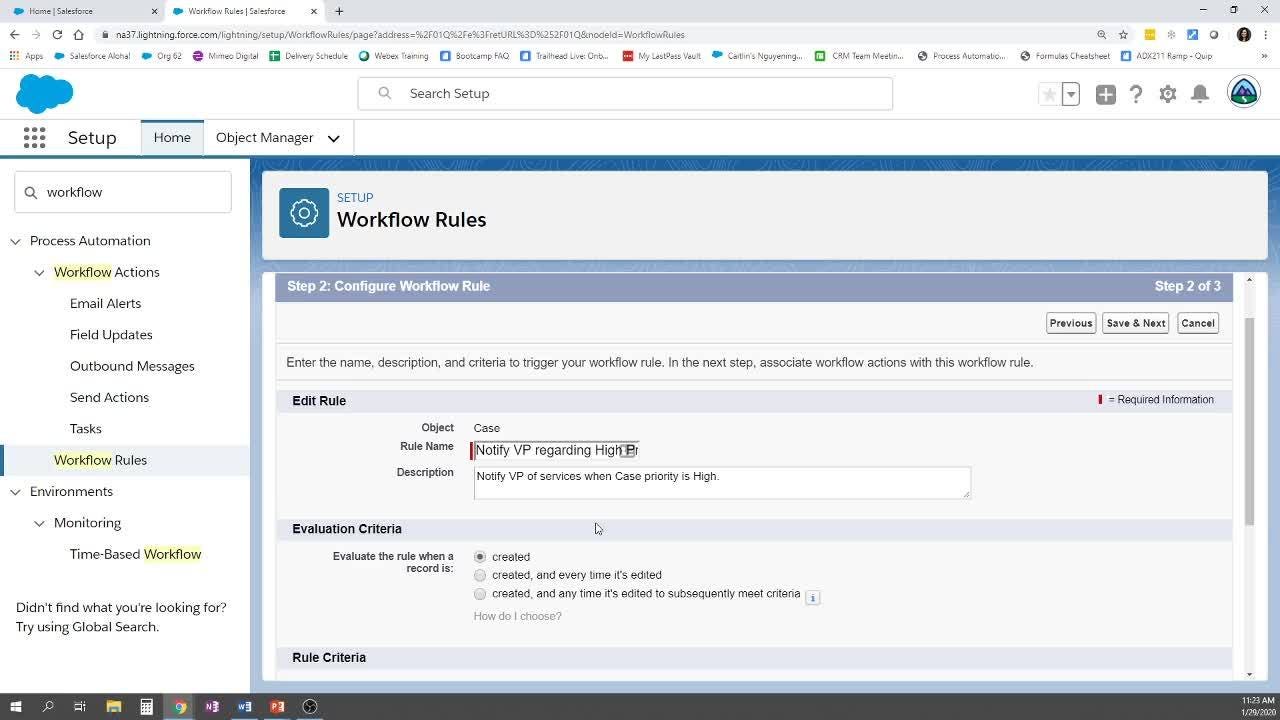 Home | Salesforce
Workflow Rules | Salesforce
na37.lightning.force.com/lightning/setup/WorkflowRules/page?address=%2F01Q%2Fe%3FretURL%3D%252F01Q&nodeId=WorkflowRules
Apps
Salesforce Aloha!
Org 62
Mimeo Digital
Delivery Schedule
Webex Training
Bootcamp FAQ
Trailhead Live: Onb...
My LastPass Vault
Caitlin's Nguyening...
CRM Team Meetin...
Process Automatio...
Formulas Cheatsheet
ADX211 Ramp - Quip
Search Setup
Setup
Home
Object Manager
workflow
Process Automation
Workflow Actions
Email Alerts
Field Updates
Outbound Messages
Send Actions
Tasks
Workflow Rules
Environments
Monitoring
Time-Based Workflow
Didn't find what you're looking for?
Try using Global Search.
SETUP
Workflow Rules
Step 2: Configure Workflow Rule
Step 2 of 3
Previous
Save & Next
Cancel
Enter the name, description, and criteria to trigger your workflow rule. In the next step, associate workflow actions with this workflow rule.
Edit Rule
= Required Information
Object
Case
Rule Name
Notify VP regarding High Pr
Description
Notify VP of services when Case priority is High.
Evaluation Criteria
Evaluate the rule when a
record is:
created
created, and every time it's edited
created, and any time it's edited to subsequently meet criteria
i
How do I choose?
Rule Criteria
11:23 AM
1/29/2020